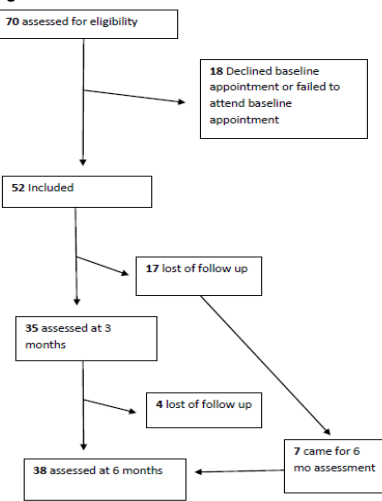 70 assessed for eligibility
18 Declined baseline
appointment or failed to
attend baseline
appointment
52 Included
17 lost of follow up
35 assessed at 3
months
4 lost of follow up
7 came for 6
mo assessment
38 assessed at 6 months